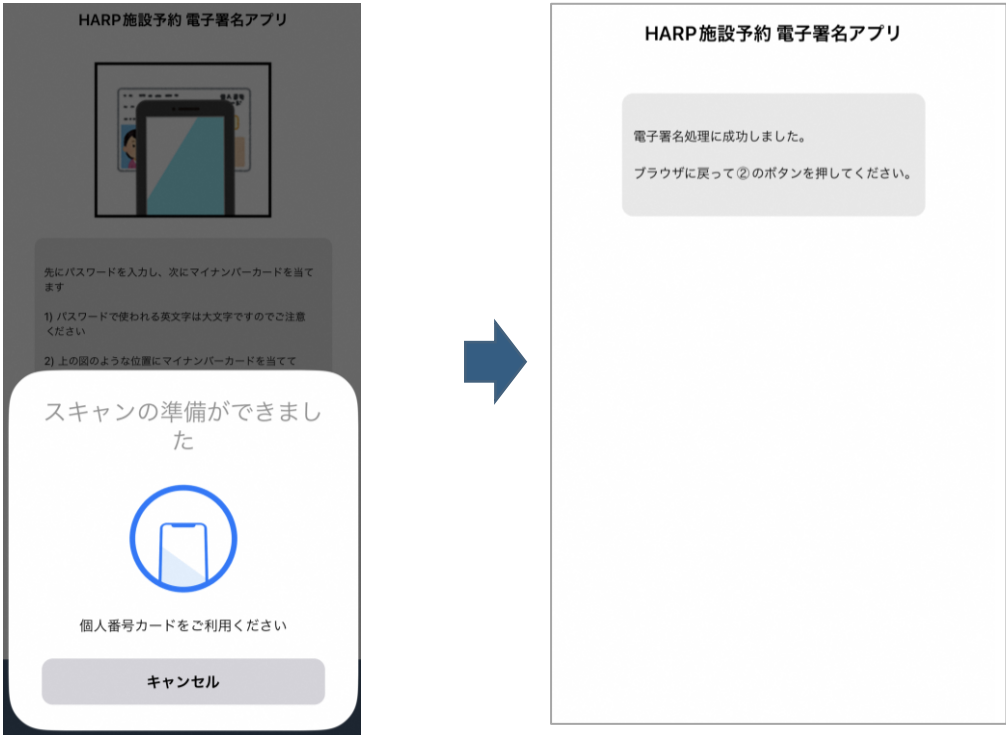 HARP施設予約 電子署名アプリ
先にパスワードを入力し、次にマイナンバーカードを当て
ます
1) パスワードで使われる英文字は大文字ですのでご注意
ください
2) 上の図のような位置にマイナンバーカードを当てて
スキャンの準備ができまし
た
個人番号カードをご利用ください
キャンセル
HARP施設予約 電子署名アプリ
電子署名処理に成功しました。
ブラウザに戻って②のボタンを押してください。